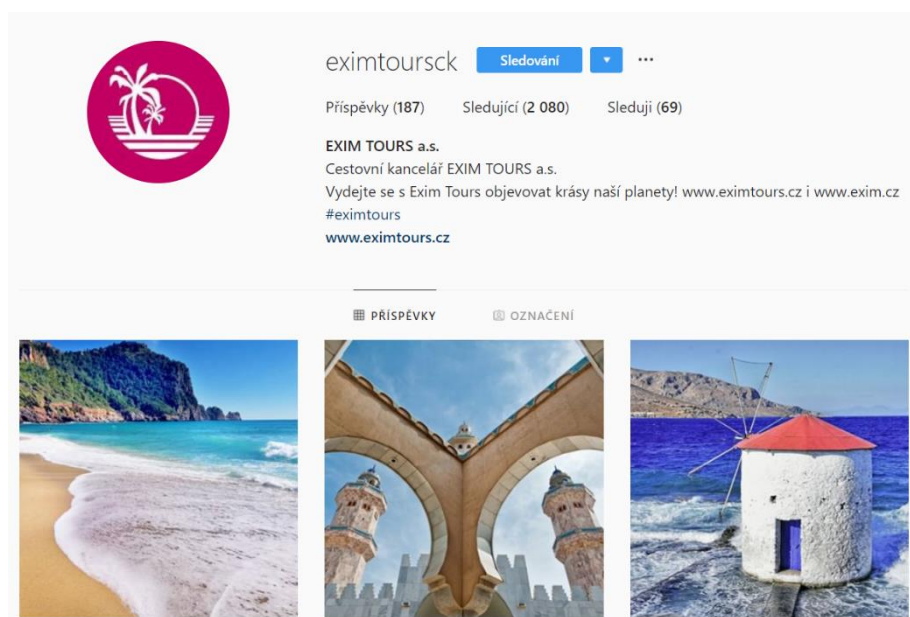 eximtoursck Sledování
Příspěvky (187) Sledující (2 080) Sleduji (69)
EXIM TOURS a.s.
Cestovní kancelář EXIM TOURS a.s.
Vydejte se s Exim Tours objevovat krásy naší planety! www.eximtours.cz i www.exim.cz
#eximtours
www.eximtours.cz
PŘÍSPĚVKY OZNAČENÍ